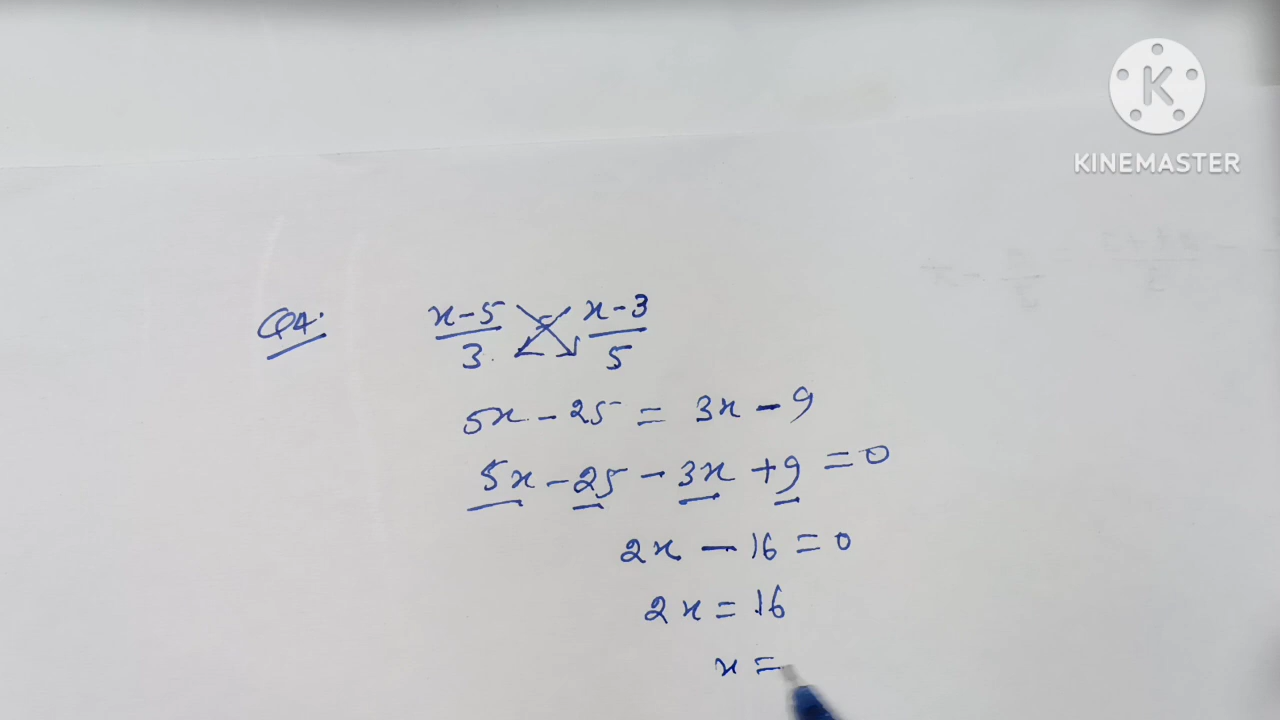 KINEMASTER
Q4. x-5/3 = x-3/5
5x - 25 = 3x - 9
5x - 25 - 3x + 9 = 0
2x - 16 = 0
2x = 16
x =